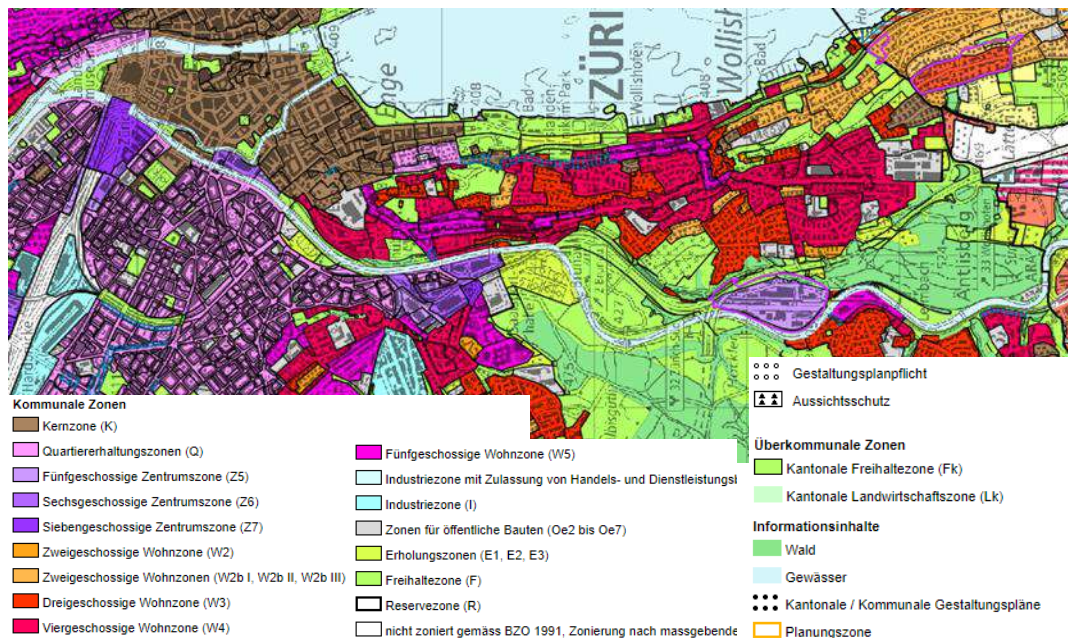 Enge
ZÜRI
Wollishofen
Bad
408
Wollishofen
Kommunale Zonen
Kernzone (K)
Quartiererhaltungszonen (Q)
Fünfgeschossige Zentrumszone (Z5)
Sechsgeschossige Zentrumszone (Z6)
Siebengeschossige Zentrumszone (Z7)
Zweigeschossige Wohnzone (W2)
Zweigeschossige Wohnzonen (W2b I, W2b II, W2b III)
Dreigeschossige Wohnzone (W3)
Viergeschossige Wohnzone (W4)
Fünfgeschossige Wohnzone (W5)
Industriezone mit Zulassung von Handels- und Dienstleistungsb
Industriezone (I)
Zonen für öffentliche Bauten (Oe2 bis Oe7)
Erholungszonen (E1, E2, E3)
Freihaltezone (F)
Reservezone (R)
nicht zoniert gemäss BZO 1991, Zonierung nach massgebende
Gestaltungsplanpflicht
Aussichtsschutz
Überkommunale Zonen
Kantonale Freihaltezone (Fk)
Kantonale Landwirtschaftszone (Lk)
Informationsinhalte
Wald
Gewässer
Kantonale / Kommunale Gestaltungspläne
Planungszone